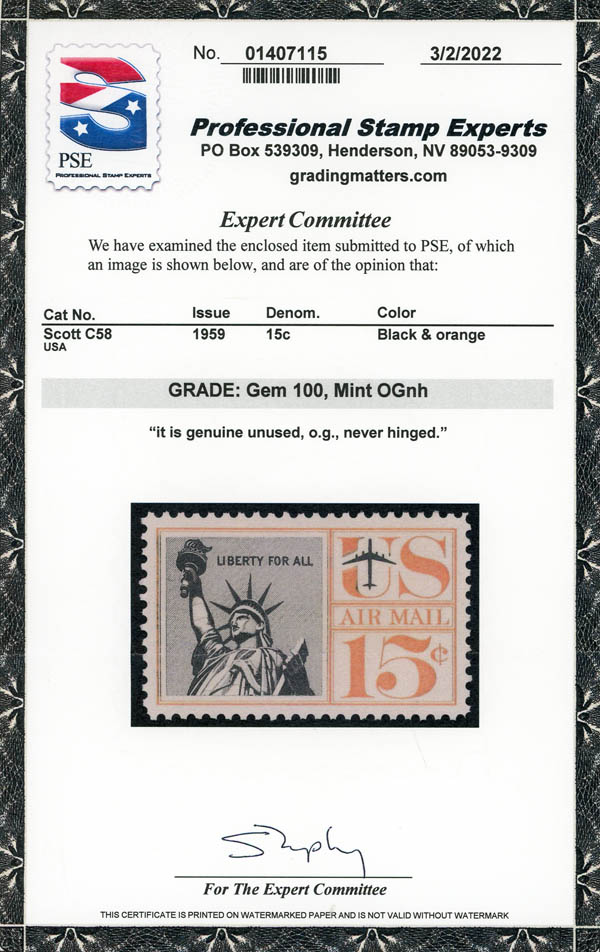 No. 01407115 3/2/2022
PSE
PROFESSIONAL STAMP EXPERTS
Professional Stamp Experts
PO Box 539309, Henderson, NV 89053-9309
gradingmatters.com
Expert Committee
We have examined the enclosed item submitted to PSE, of which
an image is shown below, and are of the opinion that:
Cat No. Issue Denom. Color
Scott C58 1959 15c Black & orange
USA
GRADE: Gem 100, Mint OGnh
“it is genuine unused, o.g., never hinged.”
LIBERTY FOR ALL
US
AIR MAIL
15¢
For The Expert Committee
THIS CERTIFICATE IS PRINTED ON WATERMARKED PAPER AND IS NOT VALID WITHOUT WATERMARK